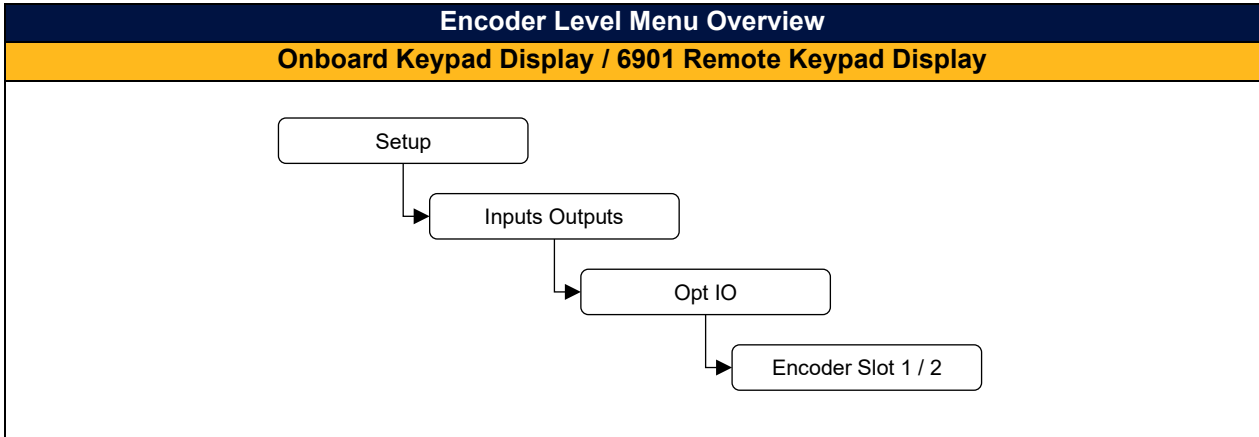 Encoder Level Menu Overview
Onboard Keypad Display / 6901 Remote Keypad Display
Setup
Inputs Outputs
Opt IO
Encoder Slot 1 / 2